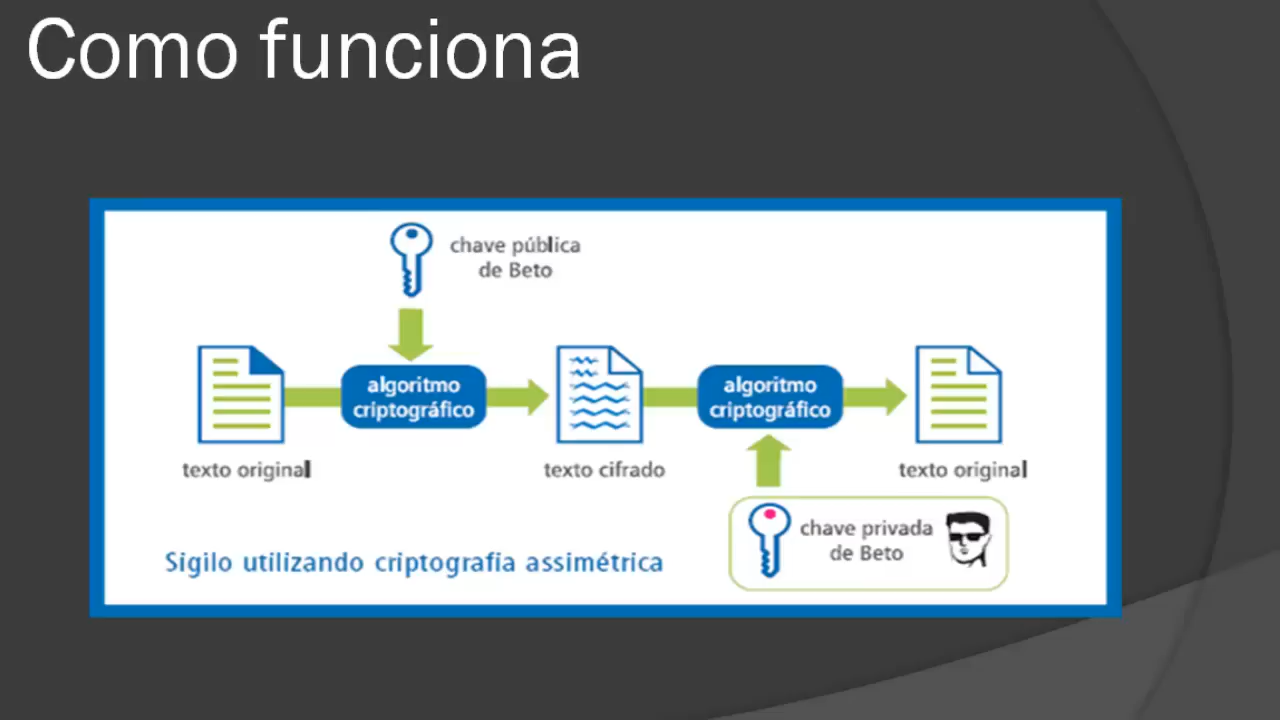 Como funciona
chave pública
de Beto
algoritmo
criptográfico
algoritmo
criptográfico
texto original
texto cifrado
texto original
chave privada
de Beto
Sigilo utilizando criptografia assimétrica